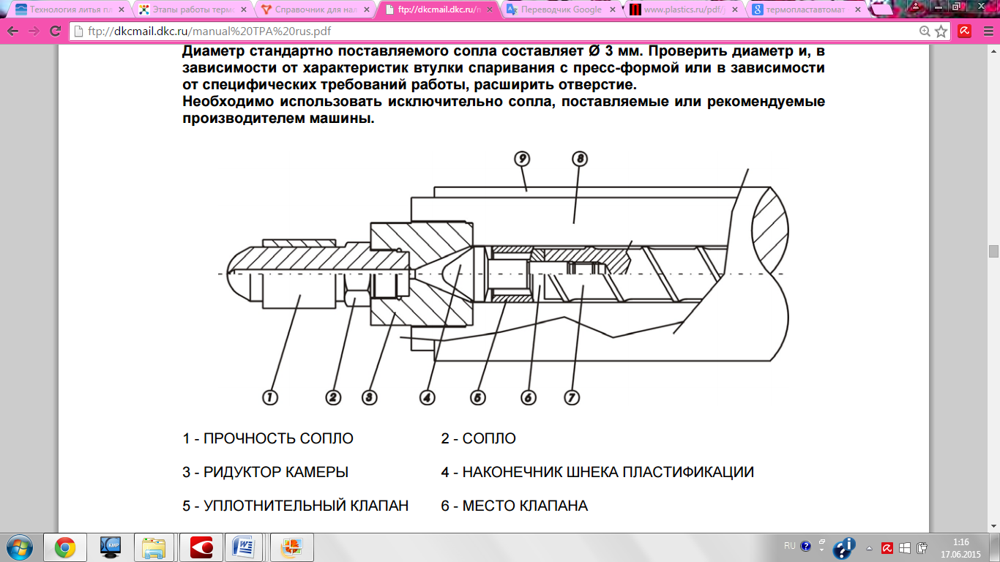 Технология литья пл
Этапы работы термо
Справочник для нал
ftp://dkcmail.dkc.ru/m
Переводчик Google
www.plastics.ru/pdf/j
термопластавтомат
ftp://dkcmail.dkc.ru/manual%20TPA%20rus.pdf
Диаметр стандартно поставляемого сопла составляет Ø 3 мм. Проверить диаметр и, в
зависимости от характеристик втулки спаривания с пресс-формой или в зависимости
от специфических требований работы, расширить отверстие.
Необходимо использовать исключительно сопла, поставляемые или рекомендуемые
производителем машины.
9 8
1 2 3 4 5 6 7
1 - ПРОЧНОСТЬ СОПЛО 2 - СОПЛО
3 - РИДУКТОР КАМЕРЫ 4 - НАКОНЕЧНИК ШНЕКА ПЛАСТИФИКАЦИИ
5 - УПЛОТНИТЕЛЬНЫЙ КЛАПАН 6 - МЕСТО КЛАПАНА
KMP
RU
1:16
17.06.2015